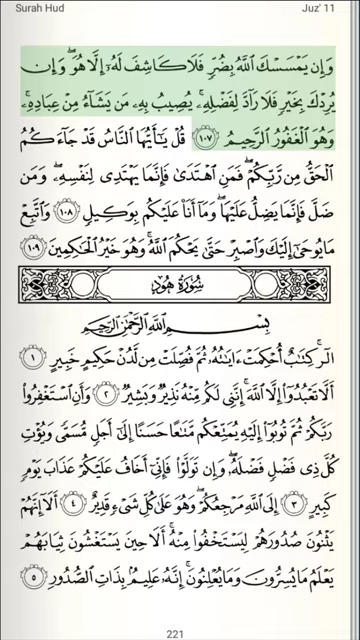 Surah Hud
Juz' 11
وَإِن يَمْسَسْكَ ٱللَّهُ بِضُرٍّ فَلَا كَاشِفَ لَهُۥٓ إِلَّا هُوَ ۖ وَإِن
يُرِدْكَ بِخَيْرٍ فَلَا رَآدَّ لِفَضْلِهِۦ ۚ يُصِيبُ بِهِۦ مَن يَشَآءُ مِنْ عِبَادِهِۦ ۚ
وَهُوَ ٱلْغَفُورُ ٱلرَّحِيمُ ١٠٧ قُلْ يَـٰٓأَيُّهَا ٱلنَّاسُ قَدْ جَآءَكُمُ
ٱلْحَقُّ مِن رَّبِّكُمْ ۖ فَمَنِ ٱهْتَدَىٰ فَإِنَّمَا يَهْتَدِى لِنَفْسِهِۦ ۖ وَمَن
ضَلَّ فَإِنَّمَا يَضِلُّ عَلَيْهَا ۖ وَمَآ أَنَا۠ عَلَيْكُم بِوَكِيلٍ ١٠٨ وَٱتَّبِعْ
مَا يُوحَىٰٓ إِلَيْكَ وَٱصْبِرْ حَتَّىٰ يَحْكُمَ ٱللَّهُ ۚ وَهُوَ خَيْرُ ٱلْحَـٰكِمِينَ ١٠٩
سُورَةُ هُودٍ
بِسْمِ ٱللَّهِ ٱلرَّحْمَـٰنِ ٱلرَّحِيمِ
الٓر ۚ كِتَـٰبٌ أُحْكِمَتْ ءَايَـٰتُهُۥ ثُمَّ فُصِّلَتْ مِن لَّدُنْ حَكِيمٍ خَبِيرٍ ١
أَلَّا تَعْبُدُوٓا۟ إِلَّا ٱللَّهَ ۚ إِنَّنِى لَكُم مِّنْهُ نَذِيرٌ وَبَشِيرٌ ٢ وَأَنِ ٱسْتَغْفِرُوا۟
رَبَّكُمْ ثُمَّ تُوبُوٓا۟ إِلَيْهِ يُمَتِّعْكُم مَّتَـٰعًا حَسَنًا إِلَىٰٓ أَجَلٍ مُّسَمًّى وَيُؤْتِ
كُلَّ ذِى فَضْلٍ فَضْلَهُۥ ۖ وَإِن تَوَلَّوْا۟ فَإِنِّىٓ أَخَافُ عَلَيْكُمْ عَذَابَ يَوْمٍ
كَبِيرٍ ٣ إِلَى ٱللَّهِ مَرْجِعُكُمْ ۖ وَهُوَ عَلَىٰ كُلِّ شَىْءٍ قَدِيرٌ ٤ أَلَآ إِنَّهُمْ
يَثْنُونَ صُدُورَهُمْ لِيَسْتَخْفُوا۟ مِنْهُ ۚ أَلَا حِينَ يَسْتَغْشُونَ ثِيَابَهُمْ
يَعْلَمُ مَا يُسِرُّونَ وَمَا يُعْلِنُونَ ۚ إِنَّهُۥ عَلِيمٌۢ بِذَاتِ ٱلصُّدُورِ ٥
221